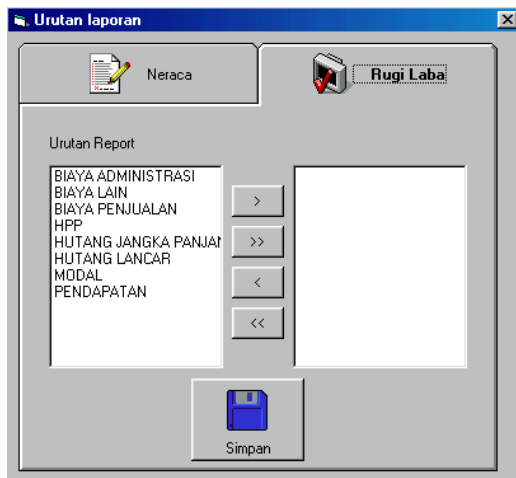 Urutan laporan
Neraca
Rugi Laba
Urutan Report
BIAYA ADMINISTRASI
BIAYA LAIN
BIAYA PENJUALAN
HPP
HUTANG JANGKA PANJAN
HUTANG LANCAR
MODAL
PENDAPATAN
>
>>
<
<<
Simpan